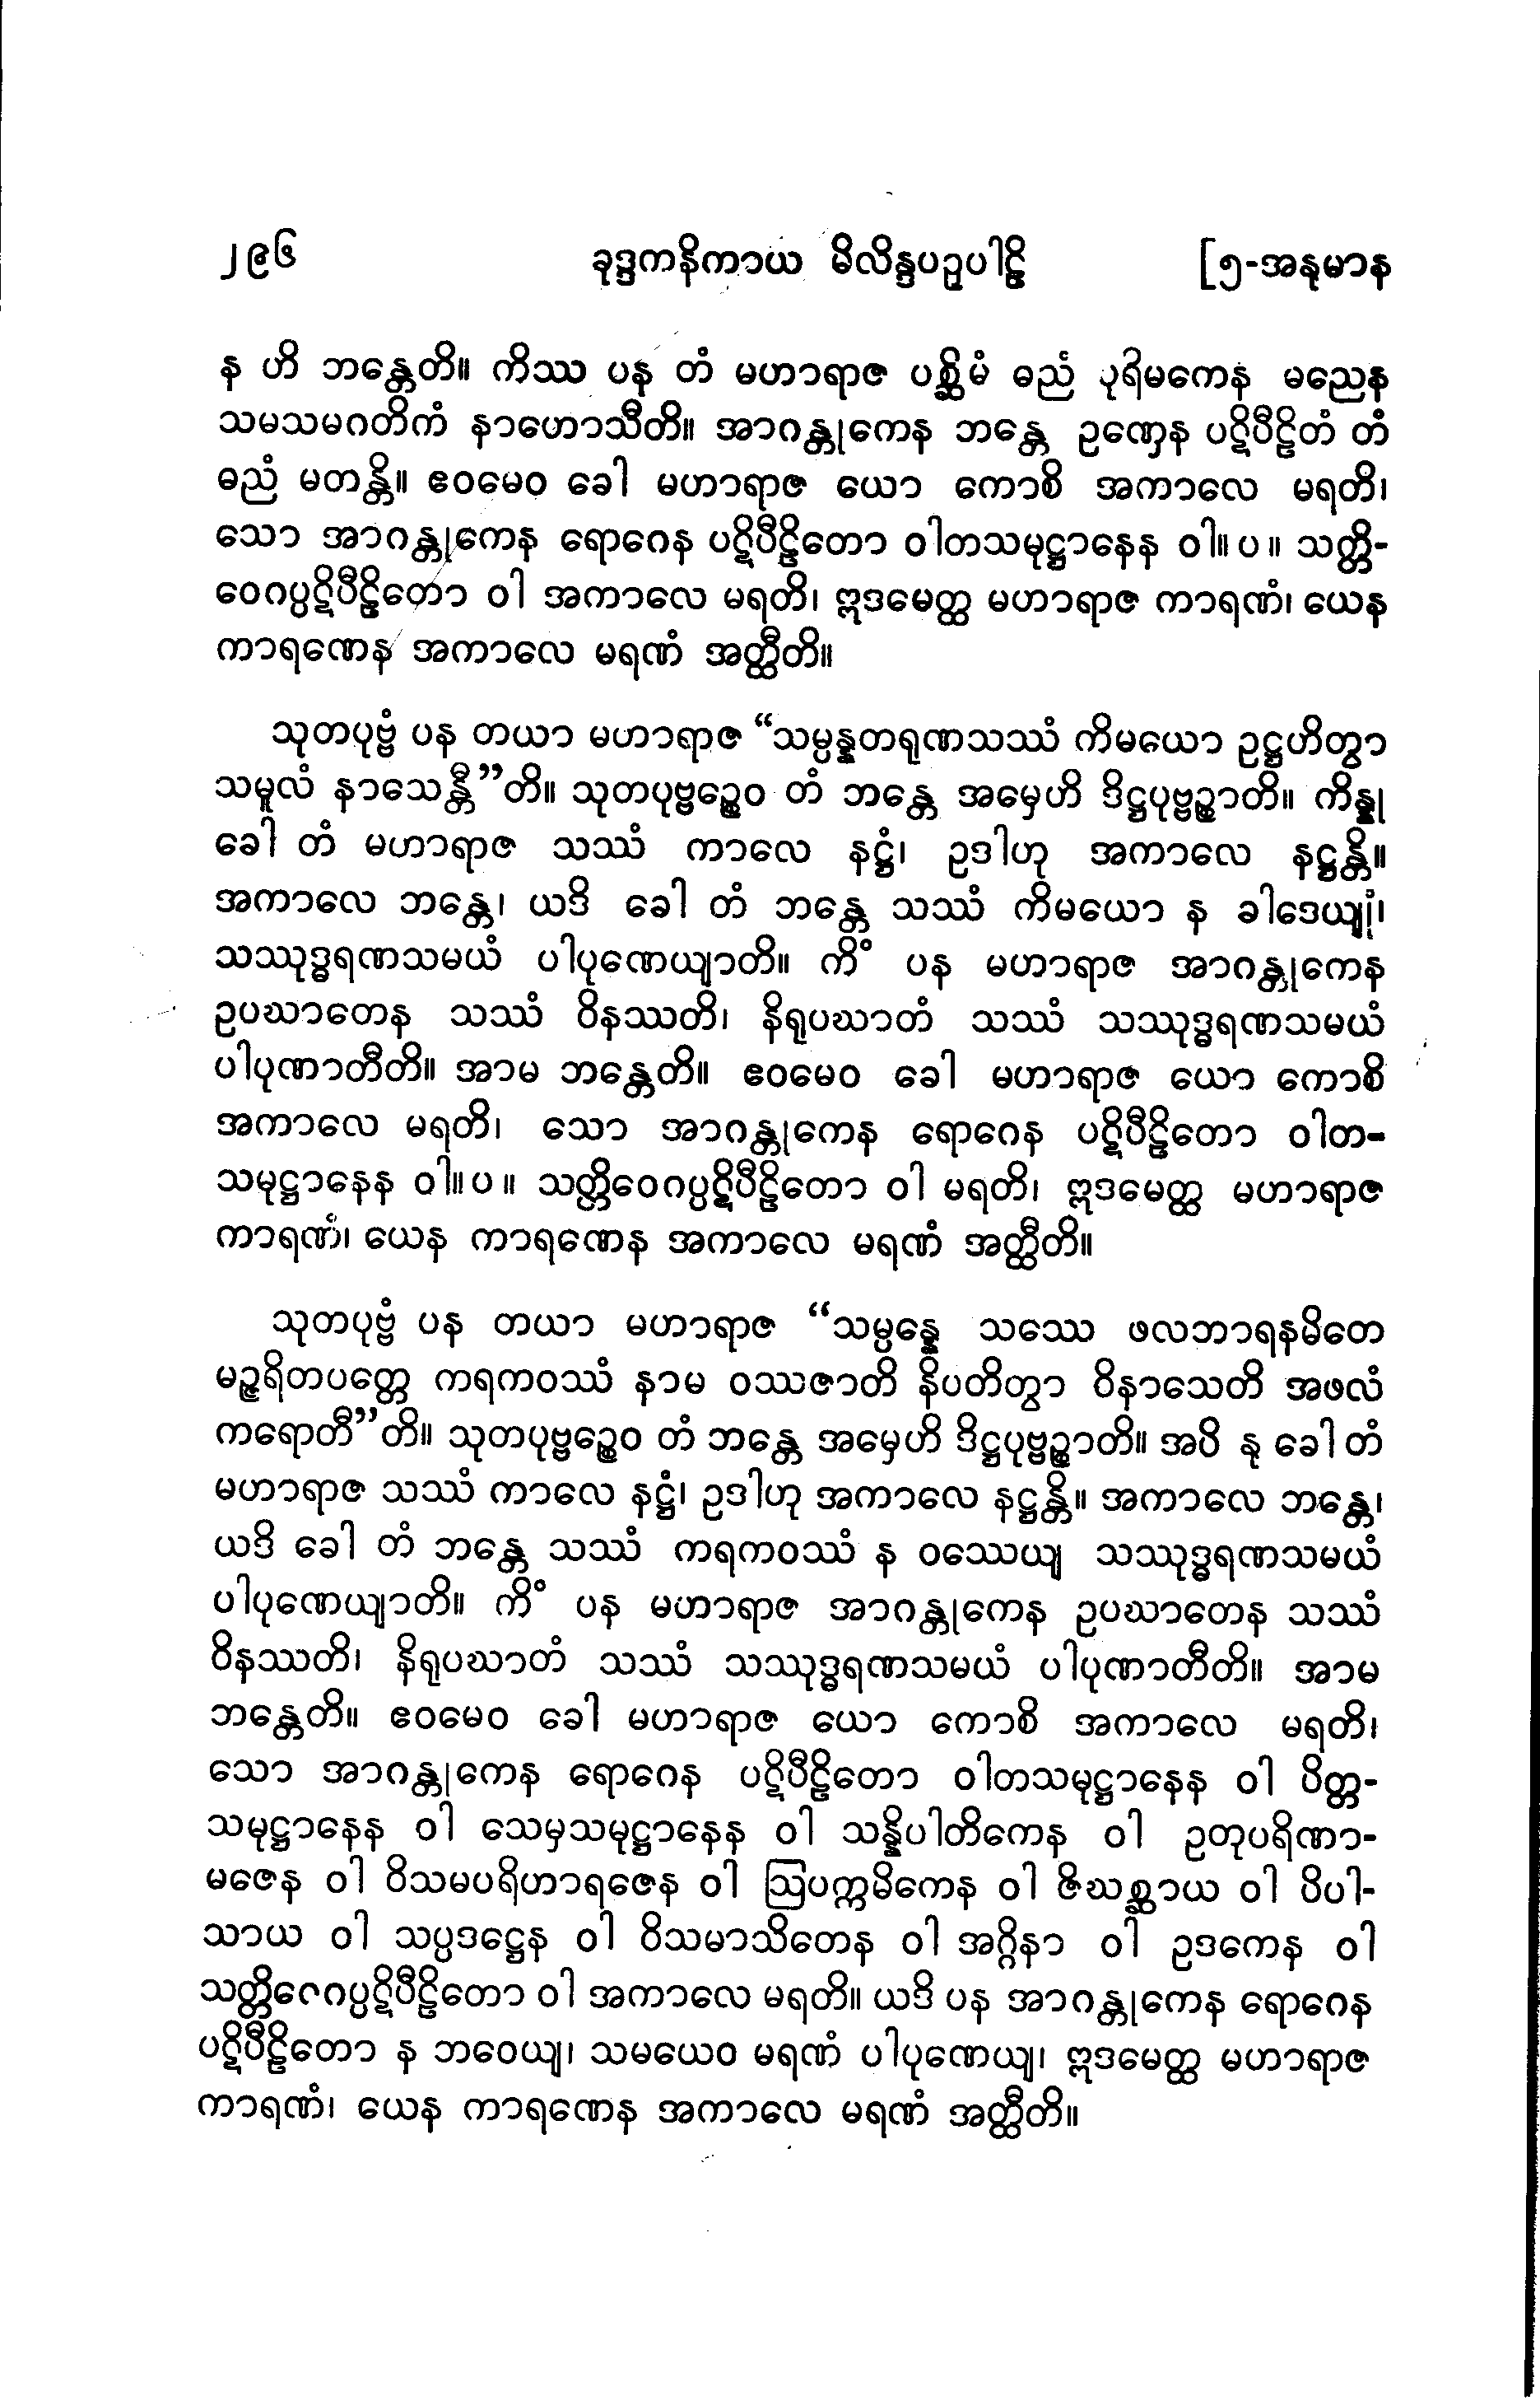 ၂၉၆ ခုဒ္ဒကနိကာယ မိလိန္ဒပဉှပါဠိ [၅-အနုမာန
န ဟိ ဘန္တေတိ။ ကိဿ ပန တံ မဟာရာဇ ပစ္ဆိမံ ဓညံ ပုရိမကေန မညေန
သမသမဂတိကံ နာဟောသီတိ။ အာဂန္တုကေန ဘန္တေ ဥဏှေန ပဋိပီဠိတံ တံ
ဓညံ မတန္တိ။ ဧဝမေဝ ခေါ မဟာရာဇ ယော ကောစိ အကာလေ မရတိ၊
သော အာဂန္တုကေန ရောဂေန ပဋိပီဠိတော ဝါတသမုဋ္ဌာနေန ဝါ။ပ။ သတ္တိ-
ဝေဂပ္ပဋိပီဠိတော ဝါ အကာလေ မရတိ၊ ဣဒမေတ္ထ မဟာရာဇ ကာရဏံ၊ ယေန
ကာရဏေန အကာလေ မရဏံ အတ္ထီတိ။
သုတပုဗ္ဗံ ပန တယာ မဟာရာဇ “သမ္ပန္နတရုဏသဿံ ကိမယော ဥဋ္ဌဟိတွာ
သမူလံ နာသေန္တီ”တိ။ သုတပုဗ္ဗဉ္စေဝ တံ ဘန္တေ အမှေဟိ ဒိဋ္ဌပုဗ္ဗဉ္စာတိ။ ကိန္နု
ခေါ တံ မဟာရာဇ သဿံ ကာလေ နဋ္ဌံ၊ ဥဒါဟု အကာလေ နဋ္ဌန္တိ။
အကာလေ ဘန္တေ၊ ယဒိ ခေါ တံ ဘန္တေ သဿံ ကိမယော န ခါဒေယျုံ၊
သဿုဒ္ဓရဏသမယံ ပါပုဏေယျာတိ။ ကိံ ပန မဟာရာဇ အာဂန္တုကေန
ဥပဃာတေန သဿံ ဝိနဿတိ၊ နိရုပဃာတံ သဿံ သဿုဒ္ဓရဏသမယံ
ပါပုဏာတီတိ။ အာမ ဘန္တေတိ။ ဧဝမေဝ ခေါ မဟာရာဇ ယော ကောစိ
အကာလေ မရတိ၊ သော အာဂန္တုကေန ရောဂေန ပဋိပီဠိတော ဝါတ-
သမုဋ္ဌာနေန ဝါ။ပ။ သတ္တိဝေဂပ္ပဋိပီဠိတော ဝါ မရတိ၊ ဣဒမေတ္ထ မဟာရာဇ
ကာရဏံ၊ ယေန ကာရဏေန အကာလေ မရဏံ အတ္ထီတိ။
သုတပုဗ္ဗံ ပန တယာ မဟာရာဇ “သမ္ပန္နေ သဿေ ဖလဘာရနမိတေ
မဉ္ဇရိတပတ္တေ ကရကဝဿံ နာမ ဝဿဇာတိ နိပတိတွာ ဝိနာသေတိ အဖလံ
ကရောတီ”တိ။ သုတပုဗ္ဗဉ္စေဝ တံ ဘန္တေ အမှေဟိ ဒိဋ္ဌပုဗ္ဗဉ္စာတိ။ အပိ နု ခေါ တံ
မဟာရာဇ သဿံ ကာလေ နဋ္ဌံ၊ ဥဒါဟု အကာလေ နဋ္ဌန္တိ။ အကာလေ ဘန္တေ၊
ယဒိ ခေါ တံ ဘန္တေ သဿံ ကရကဝဿံ န ဝဿေယျ သဿုဒ္ဓရဏသမယံ
ပါပုဏေယျာတိ။ ကိံ ပန မဟာရာဇ အာဂန္တုကေန ဥပဃာတေန သဿံ
ဝိနဿတိ၊ နိရုပဃာတံ သဿံ သဿုဒ္ဓရဏသမယံ ပါပုဏာတီတိ။ အာမ
ဘန္တေတိ။ ဧဝမေဝ ခေါ မဟာရာဇ ယော ကောစိ အကာလေ မရတိ၊
သော အာဂန္တုကေန ရောဂေန ပဋိပီဠိတော ဝါတသမုဋ္ဌာနေန ဝါ ပိတ္တ-
သမုဋ္ဌာနေန ဝါ သေမှသမုဋ္ဌာနေန ဝါ သန္နိပါတိကေန ဝါ ဥတုပရိဏာ-
မဇေန ဝါ ဝိသမပရိဟာရဇေန ဝါ ဩပက္ကမိကေန ဝါ ဇိဃစ္ဆာယ ဝါ ပိပါ-
သာယ ဝါ သပ္ပဒဋ္ဌေန ဝါ ဝိသမာသိတေန ဝါ အဂ္ဂိနာ ဝါ ဥဒကေန ဝါ
သတ္တိဝေဂပ္ပဋိပီဠိတော ဝါ အကာလေ မရတိ။ ယဒိ ပန အာဂန္တုကေန ရောဂေန
ပဋိပီဠိတော န ဘဝေယျ၊ သမယေဝ မရဏံ ပါပုဏေယျ၊ ဣဒမေတ္ထ မဟာရာဇ
ကာရဏံ၊ ယေန ကာရဏေန အကာလေ မရဏံ အတ္ထီတိ။